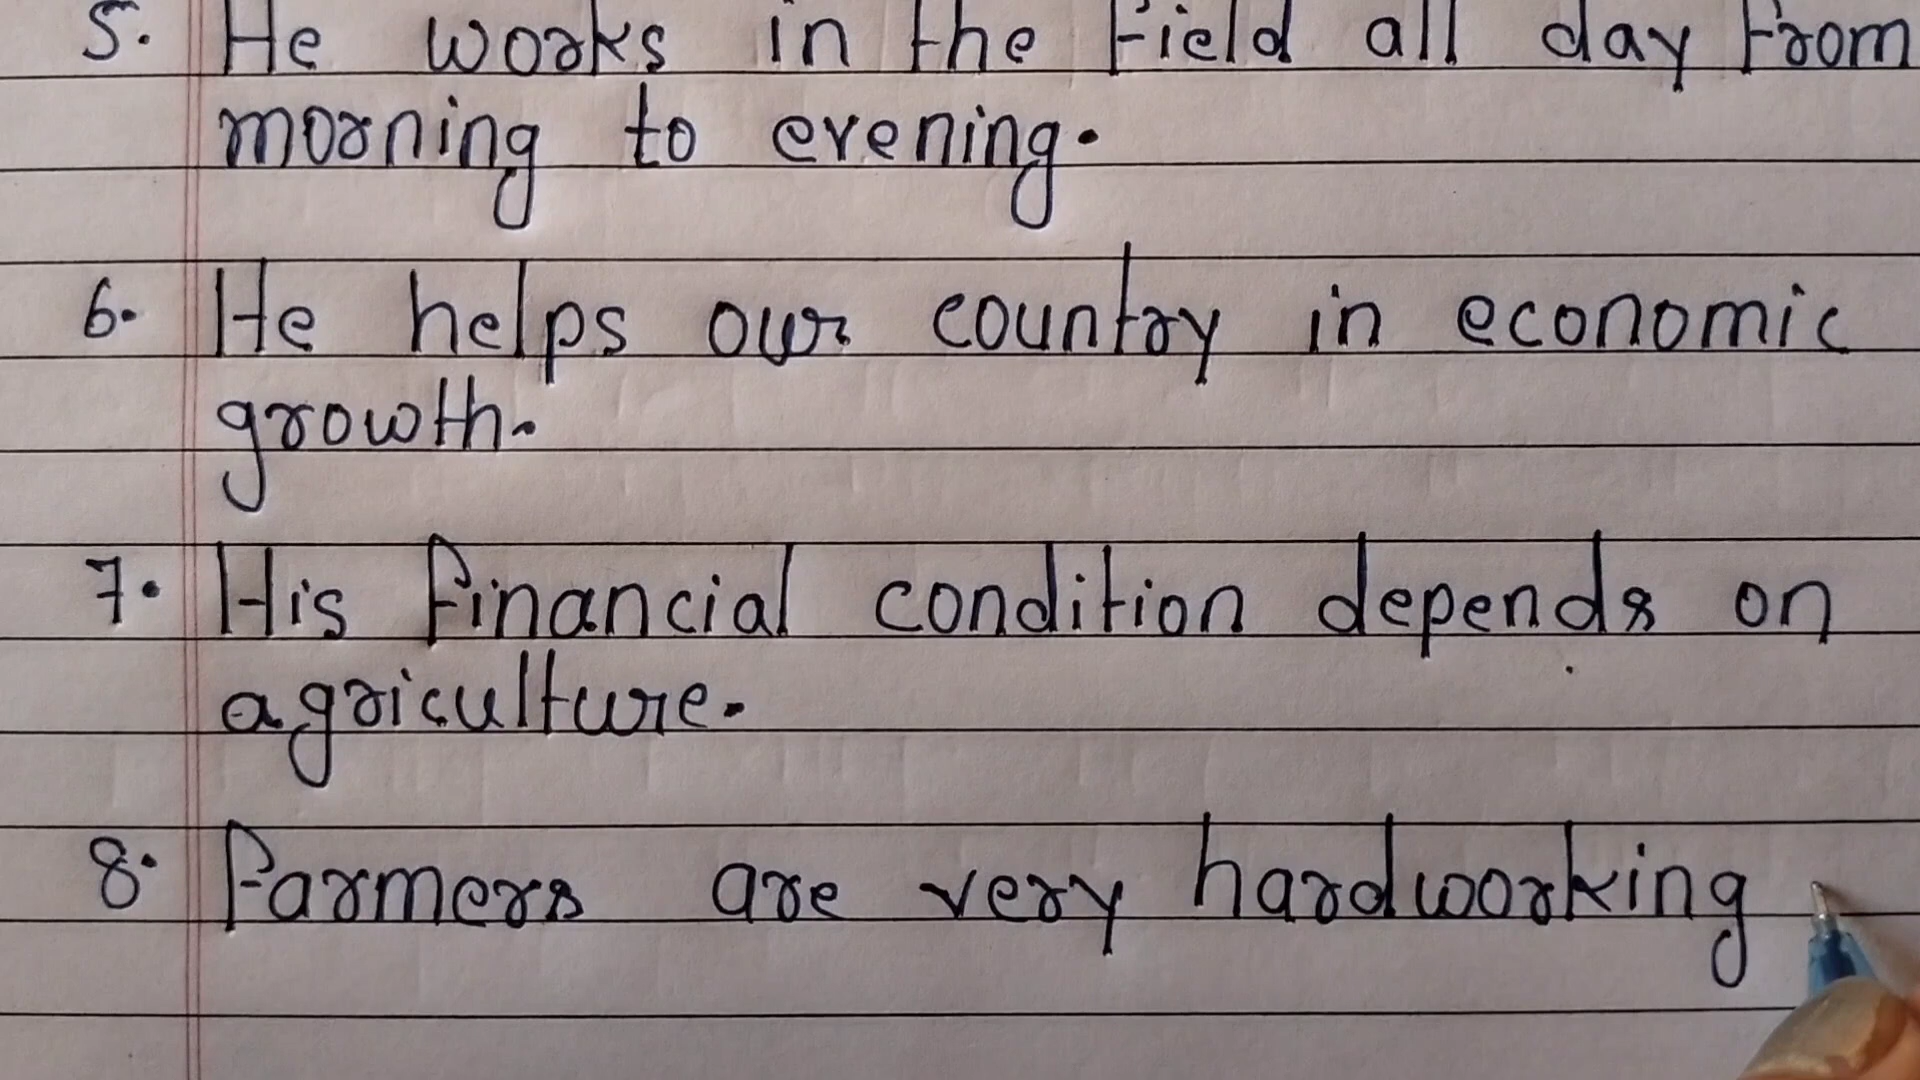 5. He works in the field all day from
morning to evening.
6. He helps our country in economic
growth.
7. His financial condition depends on
agriculture.
8. Farmers are very hardworking